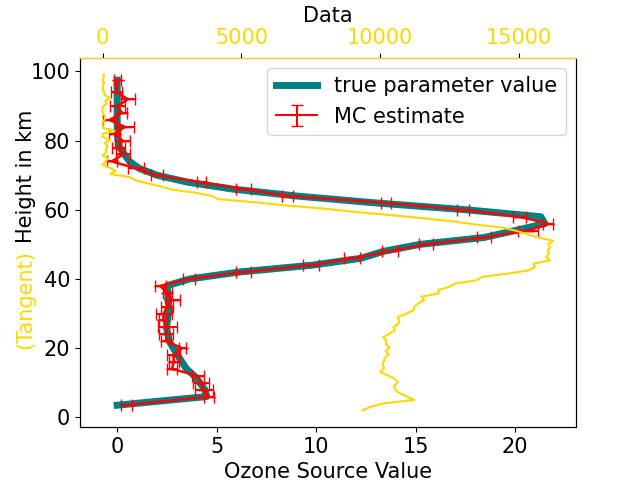 Data
0 5000 10000 15000
true parameter value
MC estimate
(Tangent) Height in km
100
80
60
40
20
0
0 5 10 15 20
Ozone Source Value